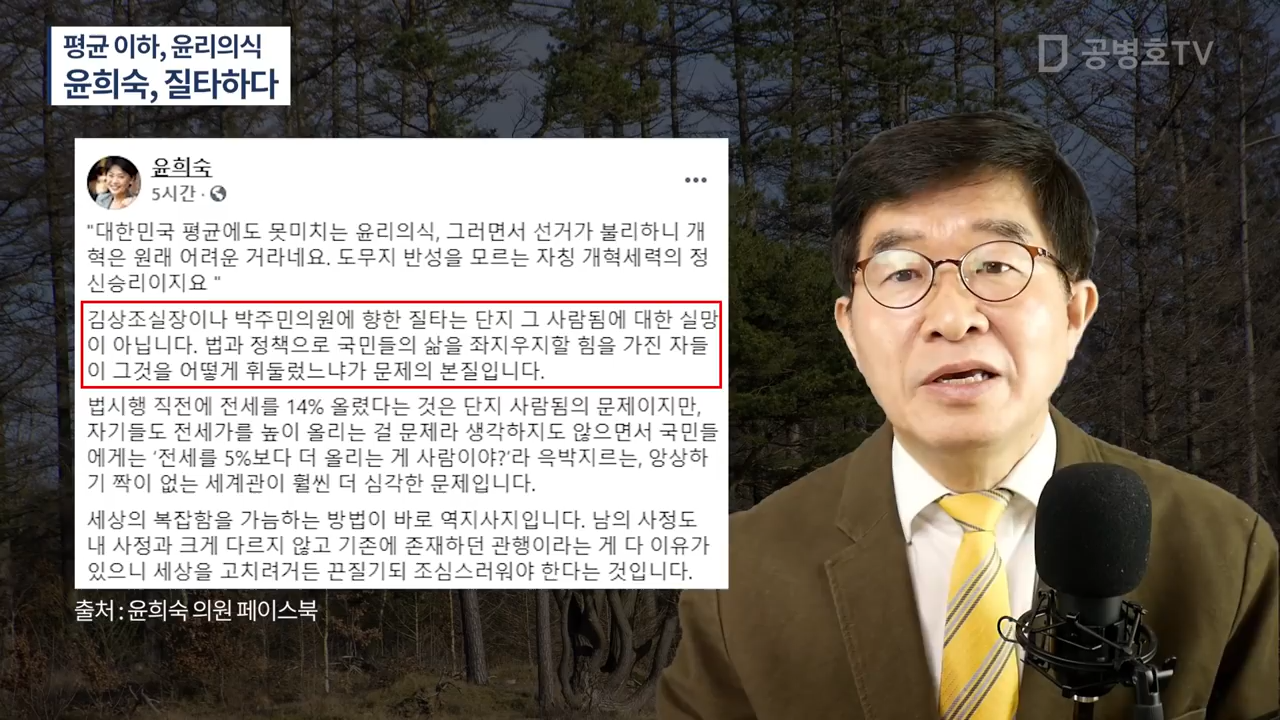 평균 이하, 윤리의식
윤희숙, 질타하다
공병호TV
윤희숙
5시간 ·
"대한민국 평균에도 못미치는 윤리의식, 그러면서 선거가 불리하니 개
혁은 원래 어려운 거라네요. 도무지 반성을 모르는 자칭 개혁세력의 정
신승리이지요 "
김상조실장이나 박주민의원에 향한 질타는 단지 그 사람됨에 대한 실망
이 아닙니다. 법과 정책으로 국민들의 삶을 좌지우지할 힘을 가진 자들
이 그것을 어떻게 휘둘렀느냐가 문제의 본질입니다.
법시행 직전에 전세를 14% 올렸다는 것은 단지 사람됨의 문제이지만,
자기들도 전세가를 높이 올리는 걸 문제라 생각하지도 않으면서 국민들
에게는 ‘전세를 5%보다 더 올리는 게 사람이야?’라 윽박지르는, 앙상하
기 짝이 없는 세계관이 훨씬 더 심각한 문제입니다.
세상의 복잡함을 가늠하는 방법이 바로 역지사지입니다. 남의 사정도
내 사정과 크게 다르지 않고 기존에 존재하던 관행이라는 게 다 이유가
있으니 세상을 고치려거든 끈질기되 조심스러워야 한다는 것입니다.
출처 : 윤희숙 의원 페이스북